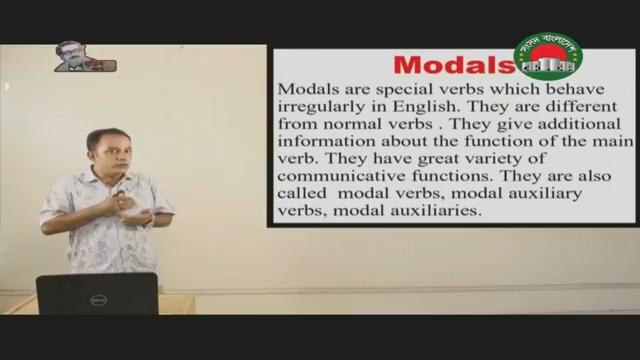 Modals
সংসদ বাংলাদেশ
Modals are special verbs which behave
irregularly in English. They are different
from normal verbs . They give additional
information about the function of the main
verb. They have great variety of
communicative functions. They are also
called modal verbs, modal auxiliary
verbs, modal auxiliaries.
DELL